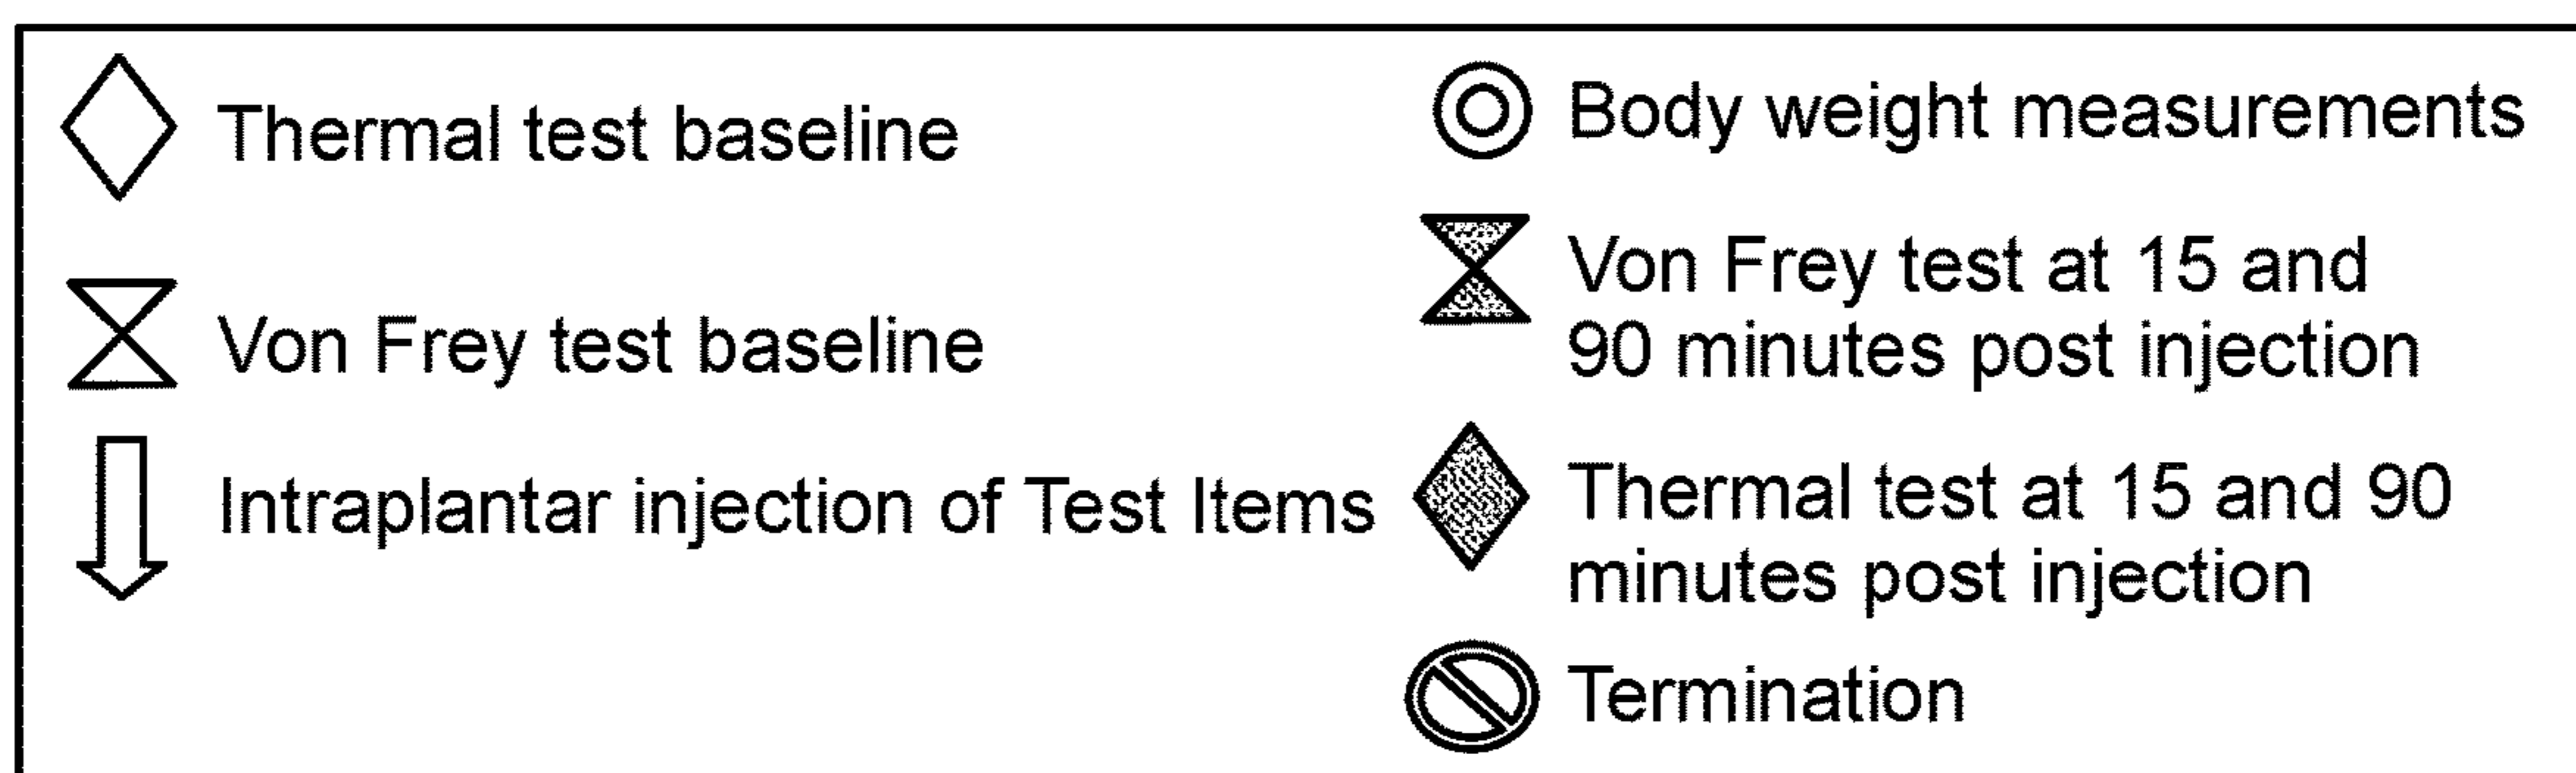 Thermal test baseline
Von Frey test baseline
Intraplantar injection of Test Items
Body weight measurements
Von Frey test at 15 and
90 minutes post injection
Thermal test at 15 and 90
minutes post injection
Termination